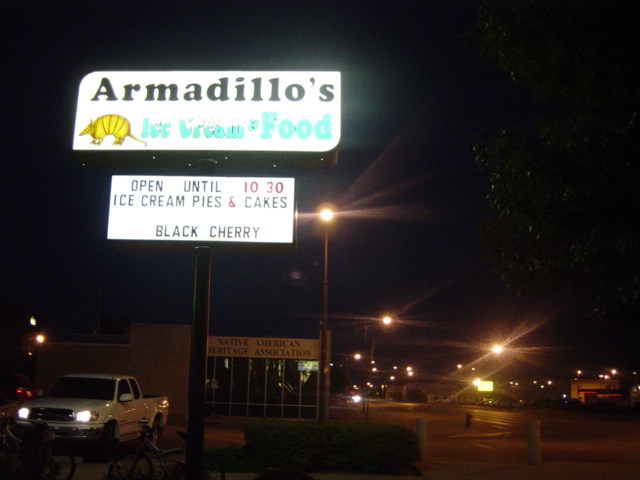 Armadillo's
Ice Cream & Food
OPEN UNTIL 10 30
ICE CREAM PIES & CAKES
BLACK CHERRY
NATIVE AMERICAN
HERITAGE ASSOCIATION